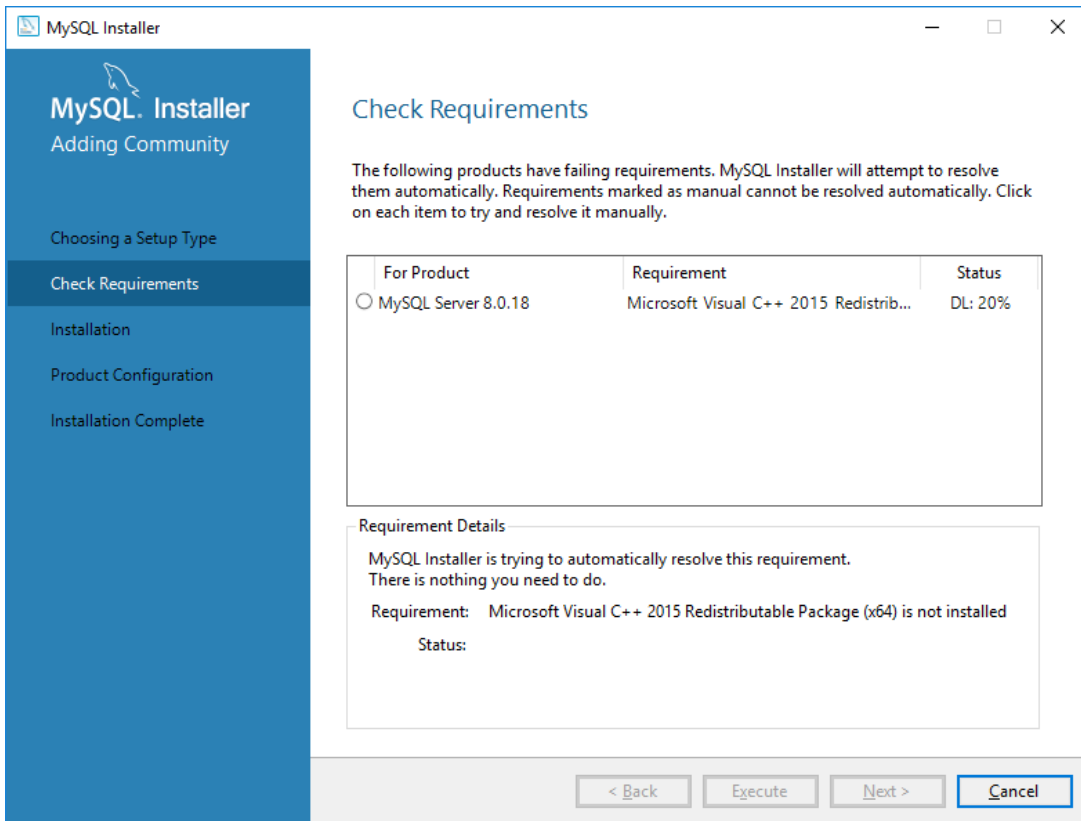 MySQL Installer
MySQL. Installer
Adding Community
Choosing a Setup Type
Check Requirements
Installation
Product Configuration
Installation Complete
Check Requirements
The following products have failing requirements. MySQL Installer will attempt to resolve
them automatically. Requirements marked as manual cannot be resolved automatically. Click
on each item to try and resolve it manually.
For Product Requirement Status
MySQL Server 8.0.18 Microsoft Visual C++ 2015 Redistrib... DL: 20%
Requirement Details
MySQL Installer is trying to automatically resolve this requirement.
There is nothing you need to do.
Requirement: Microsoft Visual C++ 2015 Redistributable Package (x64) is not installed
Status:
< Back Execute Next > Cancel